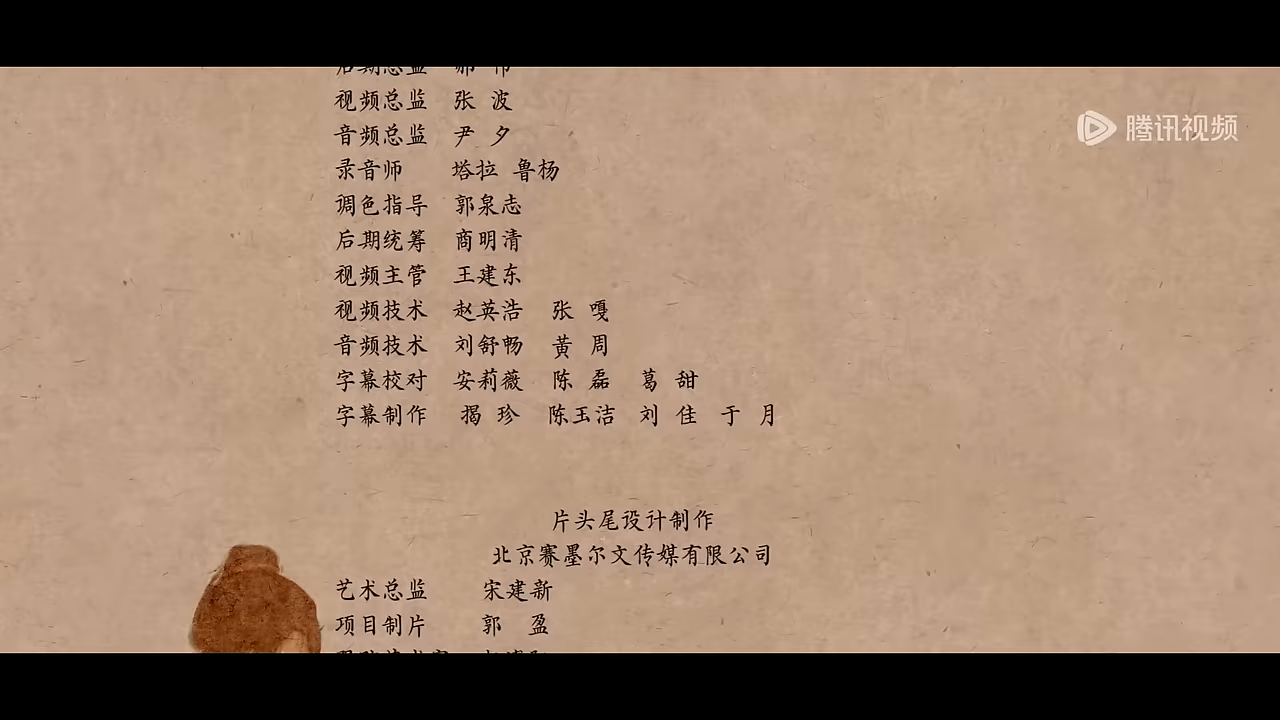 视频总监 张 波
腾讯视频
音频总监 尹 夕
录音师 塔拉 鲁杨
调色指导 郭泉志
后期统筹 商明清
视频主管 王建东
视频技术 赵英浩 张 嘎
音频技术 刘舒畅 黄 周
字幕校对 安莉薇 陈 磊 葛 甜
字幕制作 揭 珍 陈玉洁 刘 佳 于 月
片头尾设计制作
北京赛墨尔文传媒有限公司
艺术总监 宋建新
项目制片 郭 盈